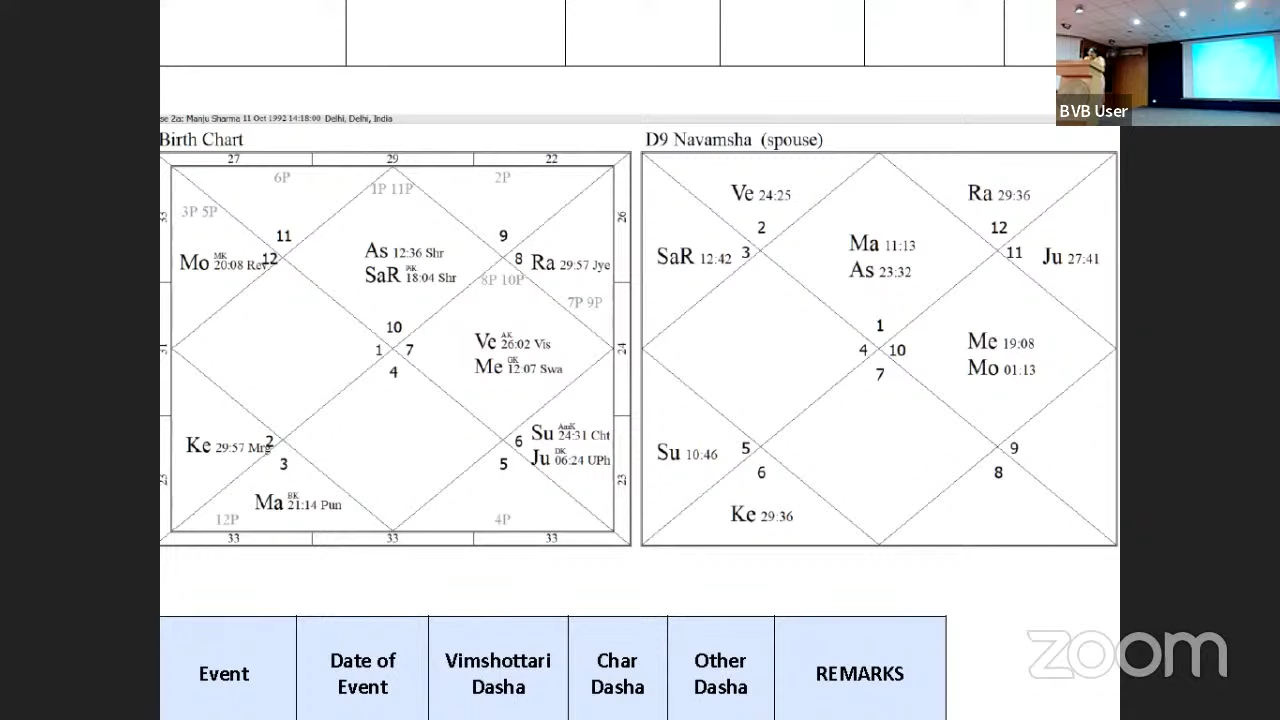 BVB User
se 2a: Manju Sharma 11 Oct 1992 14:18:00 Delhi, Delhi, India
Birth Chart
27 29 22
6P
1P 11P
2P
3P 5P
33
26
11
9
As 12:36 Shr
SaR PiK 18:04 Shr
Mo MK 20:08 Rev
12
8
Ra 29:57 Jye
8P 10P
7P 9P
10
1 7
4
31
24
Ve AK 26:02 Vis
Me GK 12:07 Swa
Ke 29:57 Mrg
2
3
6
5
Su AmK 24:31 Cht
Ju DK 06:24 UPh
23
23
Ma BK 21:14 Pun
12P
4P
33 33 33
D9 Navamsha (spouse)
Ve 24:25
Ra 29:36
2
12
SaR 12:42
3
Ma 11:13
As 23:32
11
Ju 27:41
1
4 10
7
Me 19:08
Mo 01:13
Su 10:46
5
6
9
8
Ke 29:36
Event
Date of
Event
Vimshottari
Dasha
Char
Dasha
Other
Dasha
REMARKS
zoom